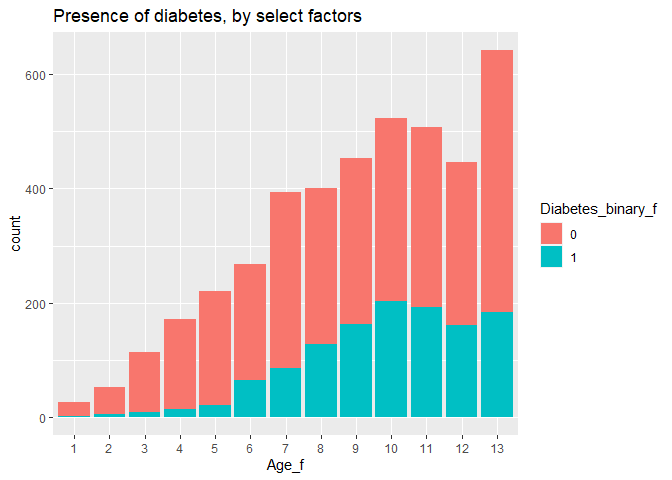 Presence of diabetes, by select factors
600
400
200
0
count
1 2 3 4 5 6 7 8 9 10 11 12 13
Age_f
Diabetes_binary_f
0
1